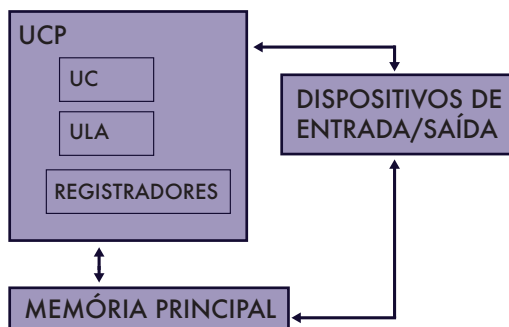 UCP
UC
ULA
REGISTRADORES
DISPOSITIVOS DE
ENTRADA/SAÍDA
MEMÓRIA PRINCIPAL